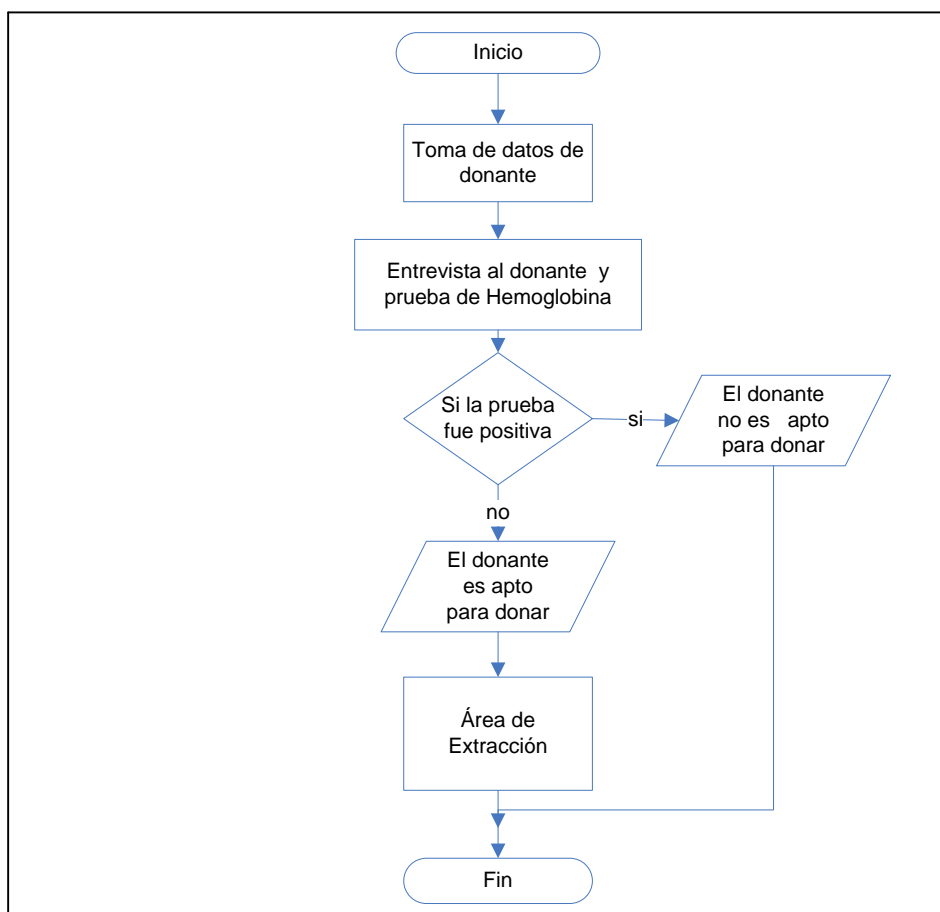 Inicio
Toma de datos de
donante
Entrevista al donante y
prueba de Hemoglobina
Si la prueba
fue positiva
si
El donante
no es apto
para donar
no
El donante
es apto
para donar
Área de
Extracción
Fin